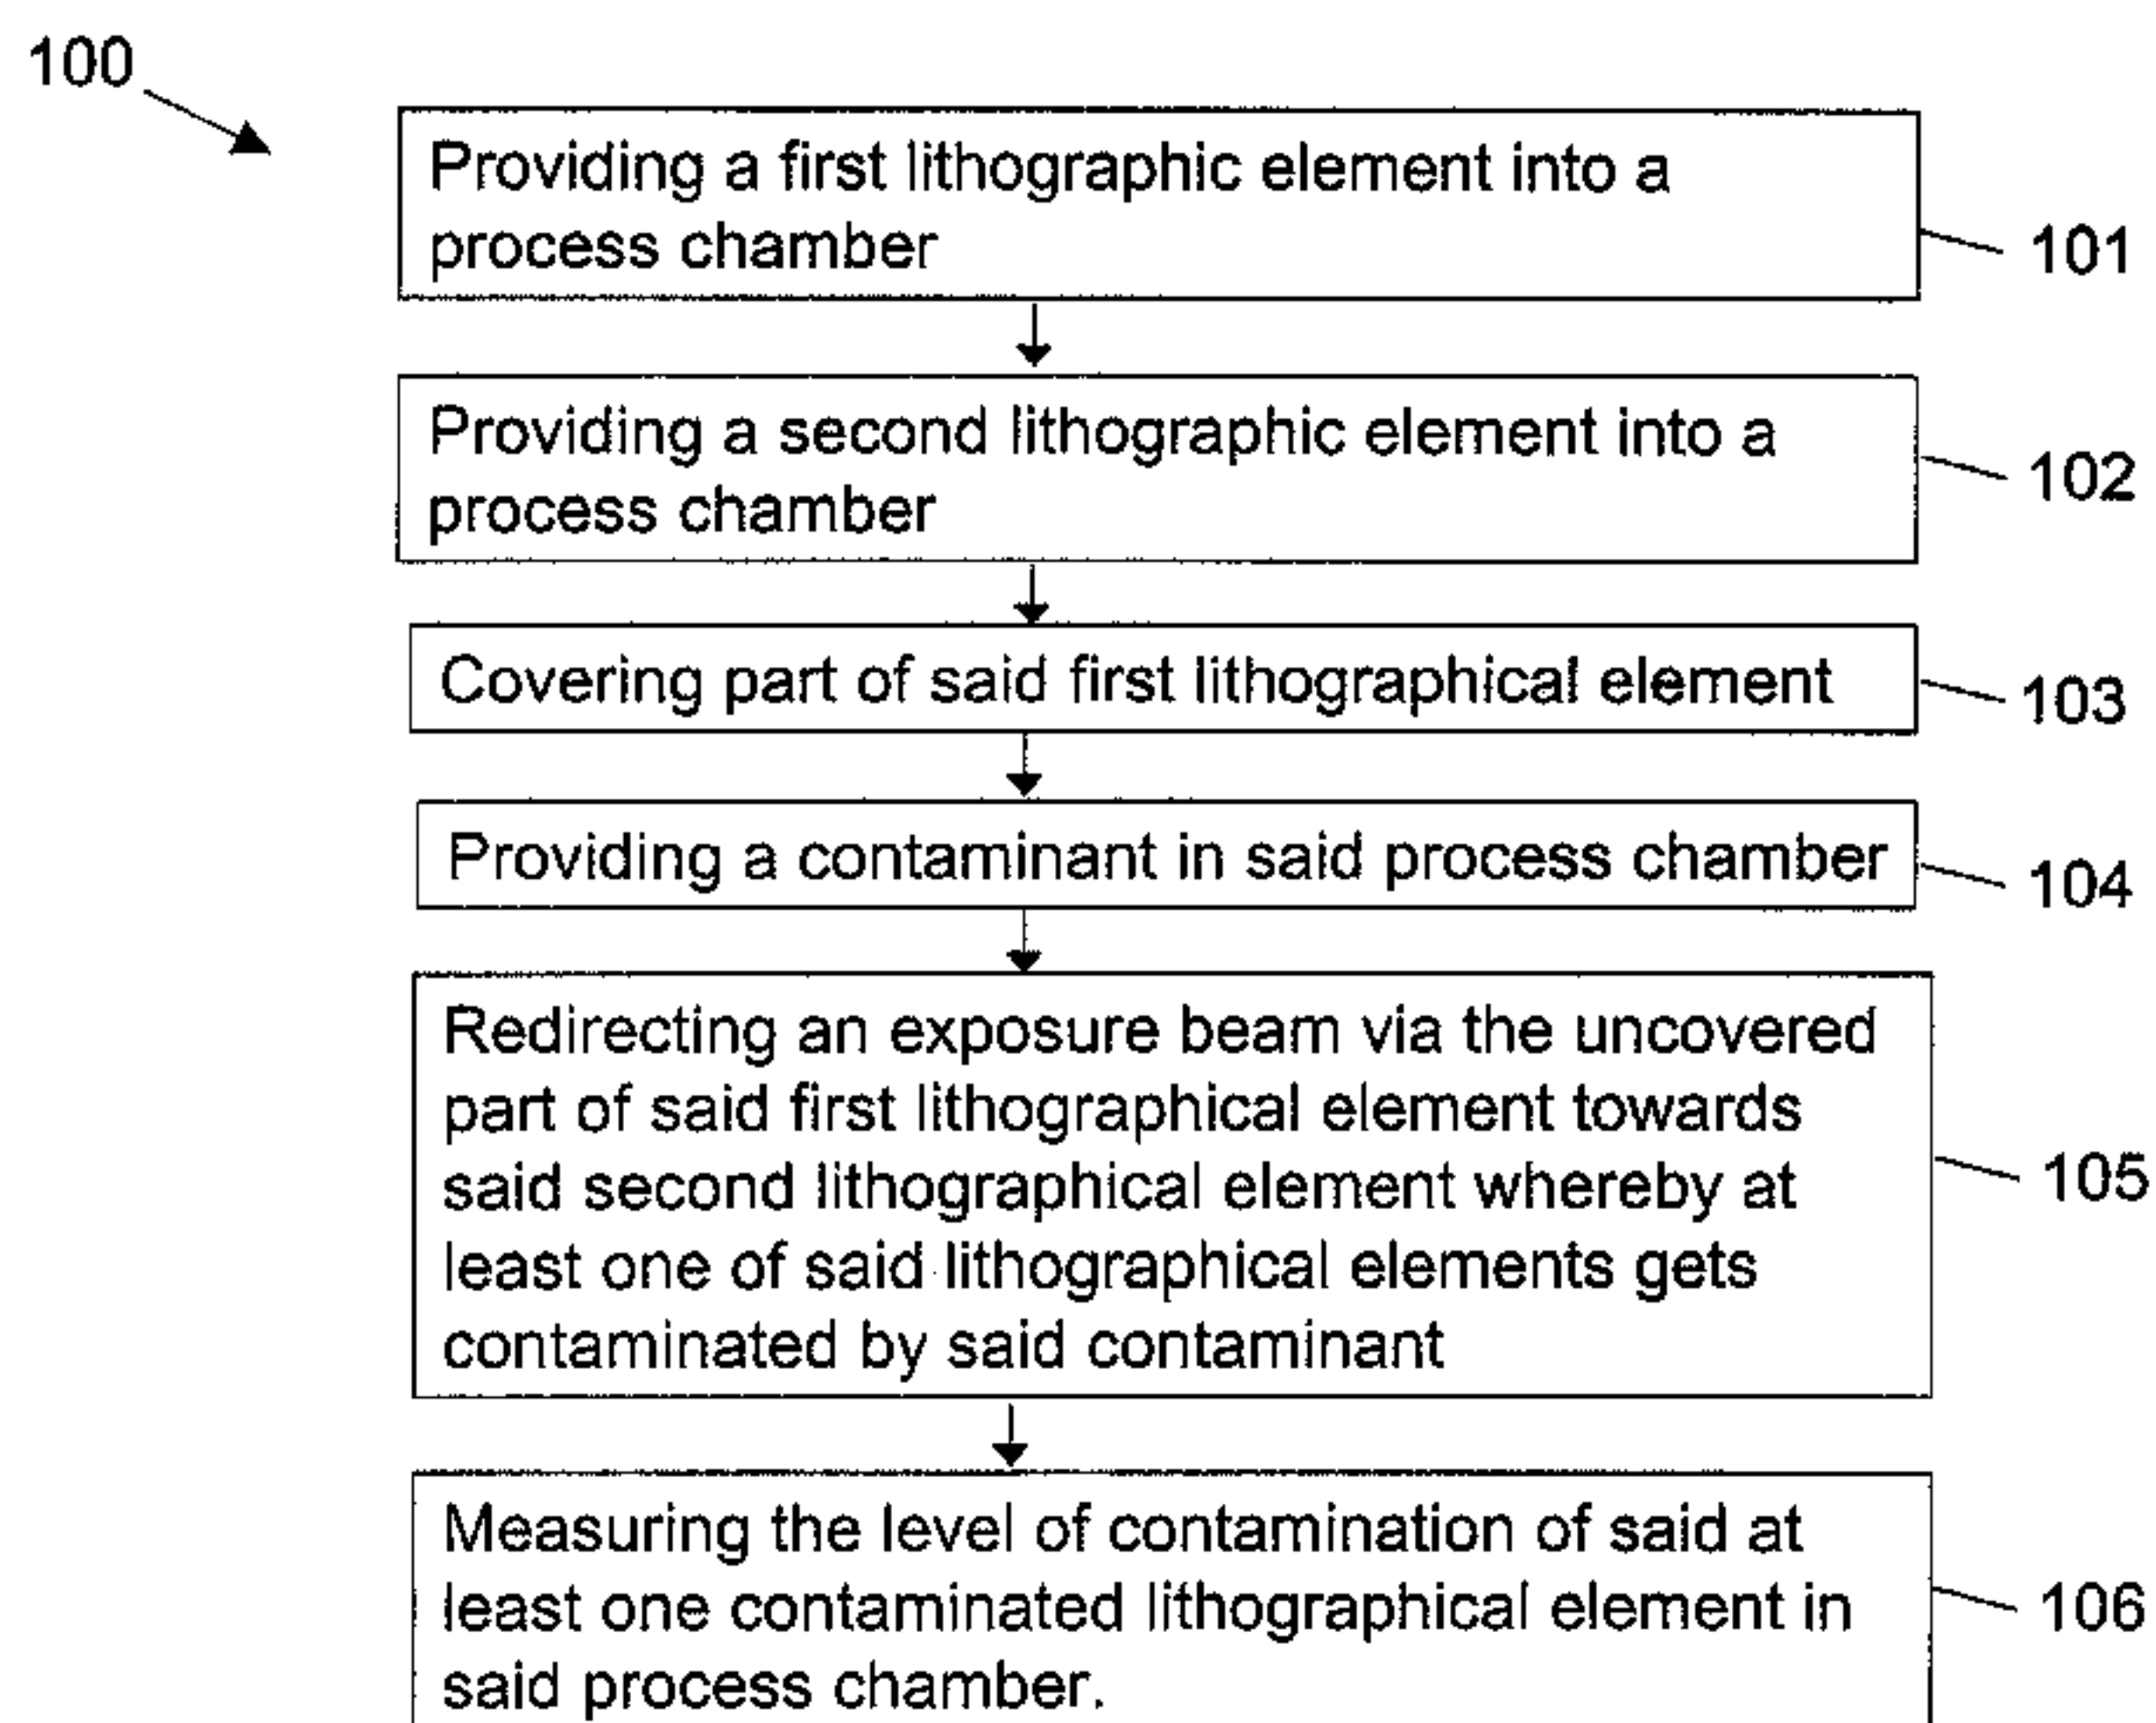 100
Providing a first lithographic element into a
process chamber
101
Providing a second lithographic element into a
process chamber
102
Covering part of said first lithographical element
103
Providing a contaminant in said process chamber
104
Redirecting an exposure beam via the uncovered
part of said first lithographical element towards
said second lithographical element whereby at
least one of said lithographical elements gets
contaminated by said contaminant
105
Measuring the level of contamination of said at
least one contaminated lithographical element in
said process chamber.
106